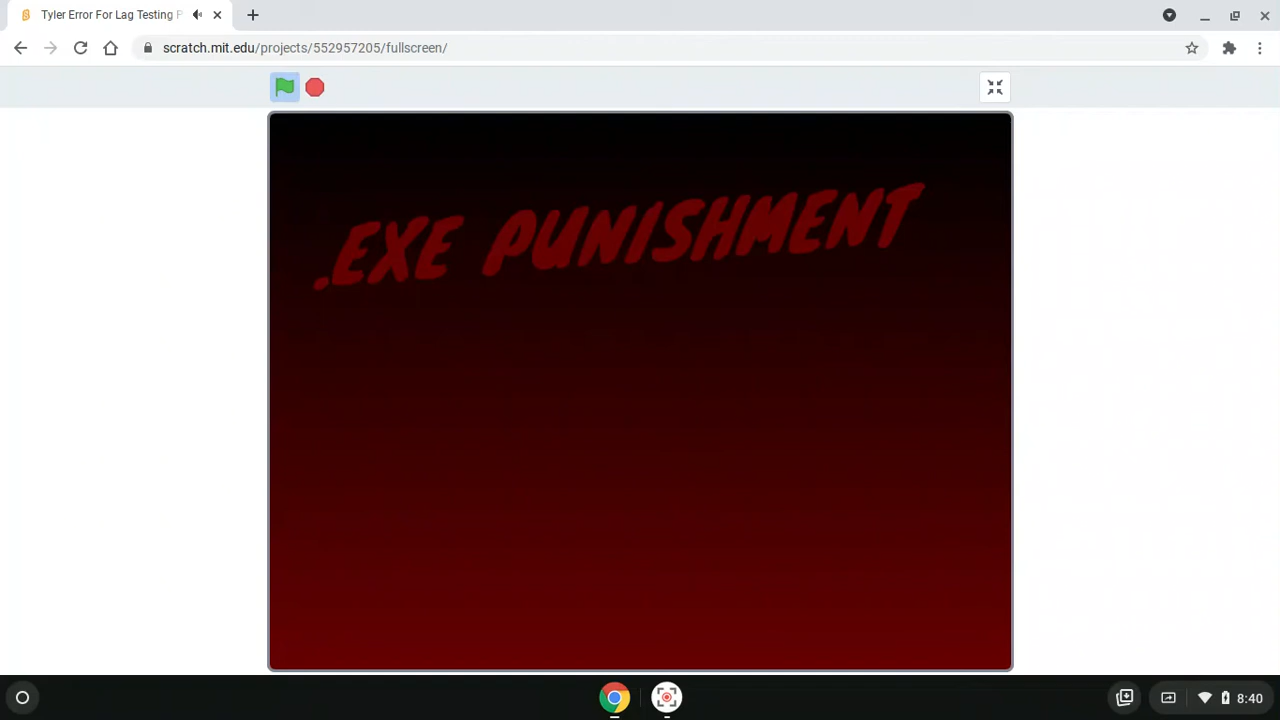 Tyler Error For Lag Testing P
scratch.mit.edu/projects/552957205/fullscreen/
.EXE PUNISHMENT
8:40